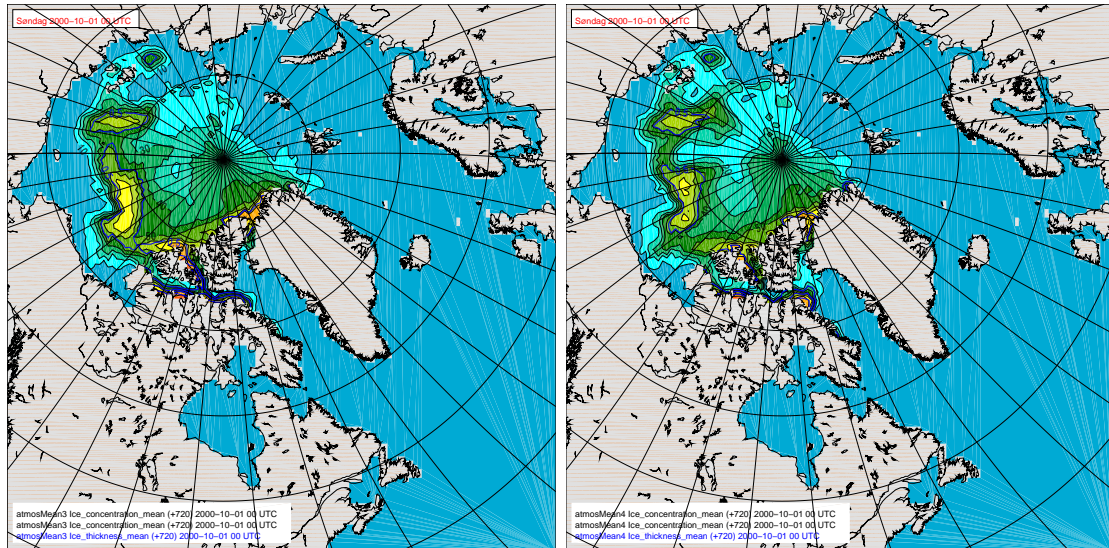 Søndag 2000−10−01 00 UTC
Søndag 2000−10−01 00 UTC
atmosMean3 Ice_concentration_mean (+720) 2000−10−01 00 UTC
atmosMean3 Ice_concentration_mean (+720) 2000−10−01 00 UTC
atmosMean3 Ice_thickness_mean (+720) 2000−10−01 00 UTC
atmosMean4 Ice_concentration_mean (+720) 2000−10−01 00 UTC
atmosMean4 Ice_concentration_mean (+720) 2000−10−01 00 UTC
atmosMean4 Ice_thickness_mean (+720) 2000−10−01 00 UTC